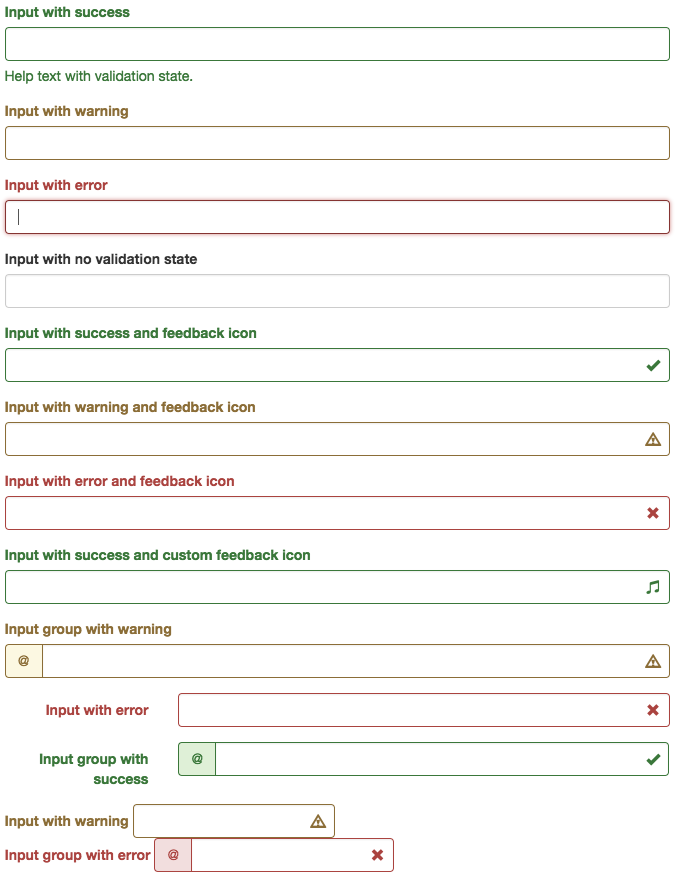 Input with success
Help text with validation state.
Input with warning
Input with error
Input with no validation state
Input with success and feedback icon
Input with warning and feedback icon
Input with error and feedback icon
Input with success and custom feedback icon
Input group with warning
@
Input with error
Input group with @
success
Input with warning
Input group with error @